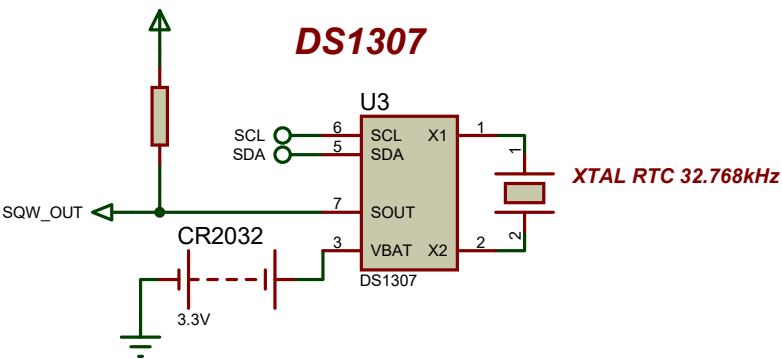 DS1307
U3
SCL 6 SCL X1 1
SDA 5 SDA
1
XTAL RTC 32.768kHz
SQW_OUT 7 SOUT
CR2032
3 VBAT X2 2
2
DS1307
3.3V